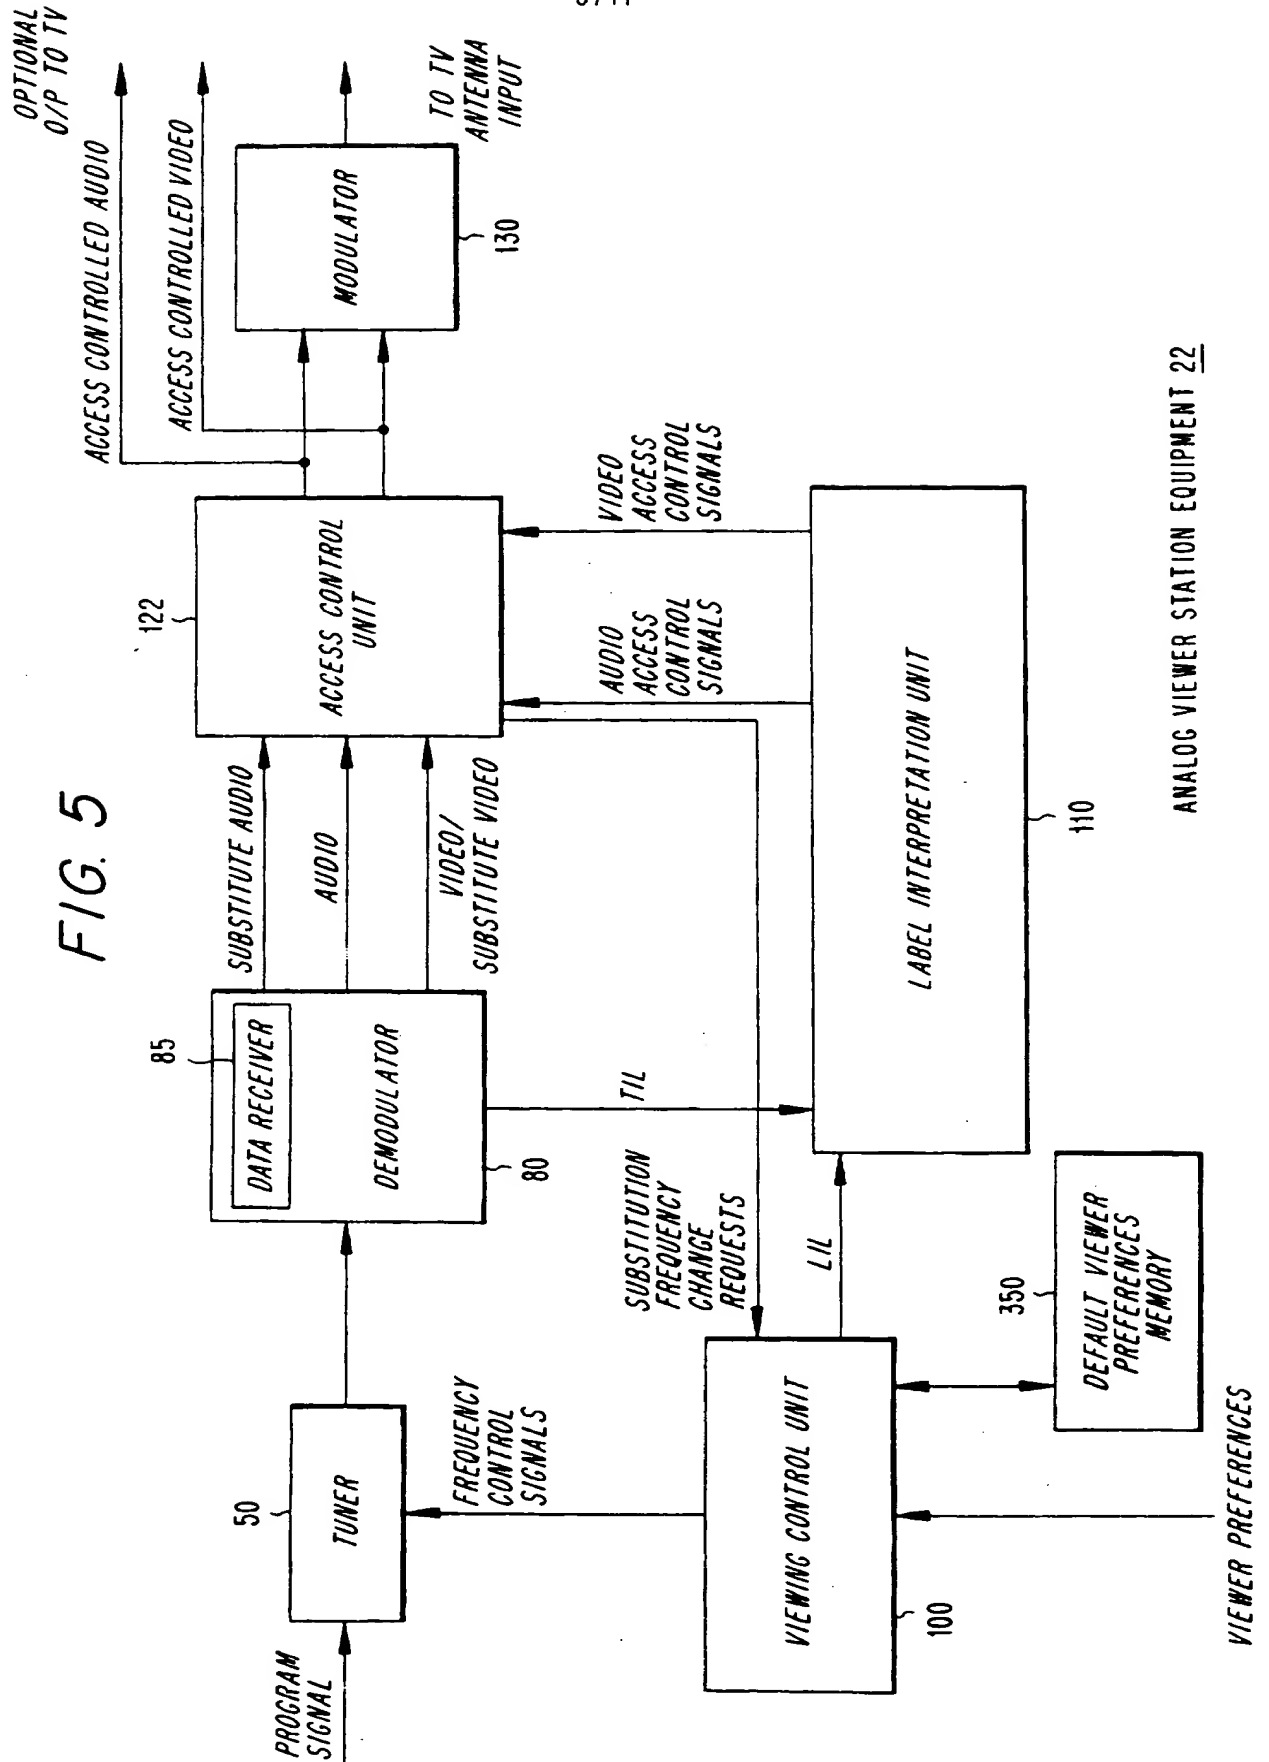 FIG. 5
PROGRAM
SIGNAL
50
TUNER
FREQUENCY
CONTROL
SIGNALS
85
DATA RECEIVER
DEMODULATOR
80
SUBSTITUTE AUDIO
AUDIO
VIDEO/
SUBSTITUTE VIDEO
122
ACCESS CONTROL
UNIT
ACCESS CONTROLLED AUDIO
ACCESS CONTROLLED VIDEO
OPTIONAL
O/P TO TV
MODULATOR
130
TO TV
ANTENNA
INPUT
TIL
SUBSTITUTION
FREQUENCY
CHANGE
REQUESTS
AUDIO
ACCESS
CONTROL
SIGNALS
VIDEO
ACCESS
CONTROL
SIGNALS
VIEWING CONTROL UNIT
100
LIL
LABEL INTERPRETATION UNIT
110
350
DEFAULT VIEWER
PREFERENCES
MEMORY
VIEWER PREFERENCES
ANALOG VIEWER STATION EQUIPMENT 22